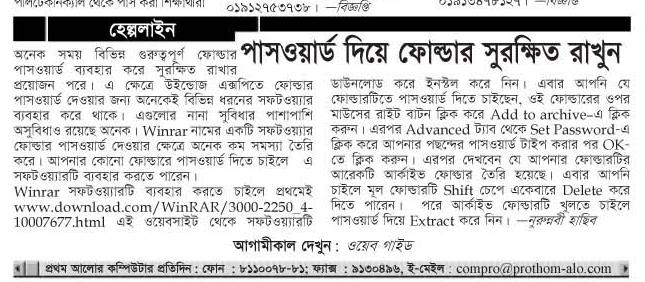 পলিটেকনিক্যাল থেকে পাস করা শিক্ষার্থীরা
০১৯১২৭৫৩৭৩৮। —বিজ্ঞপ্তি
—বিজ্ঞপ্তি
হেল্পলাইন
পাসওয়ার্ড দিয়ে ফোল্ডার সুরক্ষিত রাখুন
অনেক সময় বিভিন্ন গুরুত্বপূর্ণ ফোল্ডার
পাসওয়ার্ড ব্যবহার করে সুরক্ষিত রাখার
প্রয়োজন পরে। এ ক্ষেত্রে উইন্ডোজ এক্সপিতে ফোল্ডার
পাসওয়ার্ড দেওয়ার জন্য অনেকেই বিভিন্ন ধরনের সফটওয়্যার
ব্যবহার করে থাকে। এগুলোর নানা সুবিধার পাশাপাশি
অসুবিধাও রয়েছে অনেক। Winrar নামের একটি সফটওয়্যার
ফোল্ডার পাসওয়ার্ড দেওয়ার ক্ষেত্রে অনেক কম সমস্যা তৈরি
করে। আপনার কোনো ফোল্ডারে পাসওয়ার্ড দিতে চাইলে এ
সফটওয়্যারটি ব্যবহার করতে পারেন।
Winrar সফটওয়্যারটি ব্যবহার করতে চাইলে প্রথমেই
www.download.com/WinRAR/3000-2250_4-
10007677.html এই ওয়েবসাইট থেকে সফটওয়্যারটি
ডাউনলোড করে ইনস্টল করে নিন। এবার আপনি যে
ফোল্ডারটিতে পাসওয়ার্ড দিতে চাইছেন, ওই ফোল্ডারের ওপর
মাউসের রাইট বাটন ক্লিক করে Add to archive–এ ক্লিক
করুন। এরপর Advanced ট্যাব থেকে Set Password-এ
ক্লিক করে আপনার পছন্দের পাসওয়ার্ড টাইপ করার পর OK-
তে ক্লিক করুন। এরপর দেখবেন যে আপনার ফোল্ডারটির
আরেকটি আর্কাইভ ফোল্ডার তৈরি হয়েছে। এবার আপনি
চাইলে মূল ফোল্ডারটি Shift চেপে একেবারে Delete করে
দিতে পারেন। পরে আর্কাইভ ফোল্ডারটি খুলতে চাইলে
পাসওয়ার্ড দিয়ে Extract করে নিন। —নুরুন্নবী হাছিব
আগামীকাল দেখুন : ওয়েব গাইড
প্রথম আলোর কম্পিউটার প্রতিদিন : ফোন : ৮১১০০৭৮-৮১; ফ্যাক্স : ৯১৩০৪৯৬, ই-মেইল : compro@prothom-alo.com